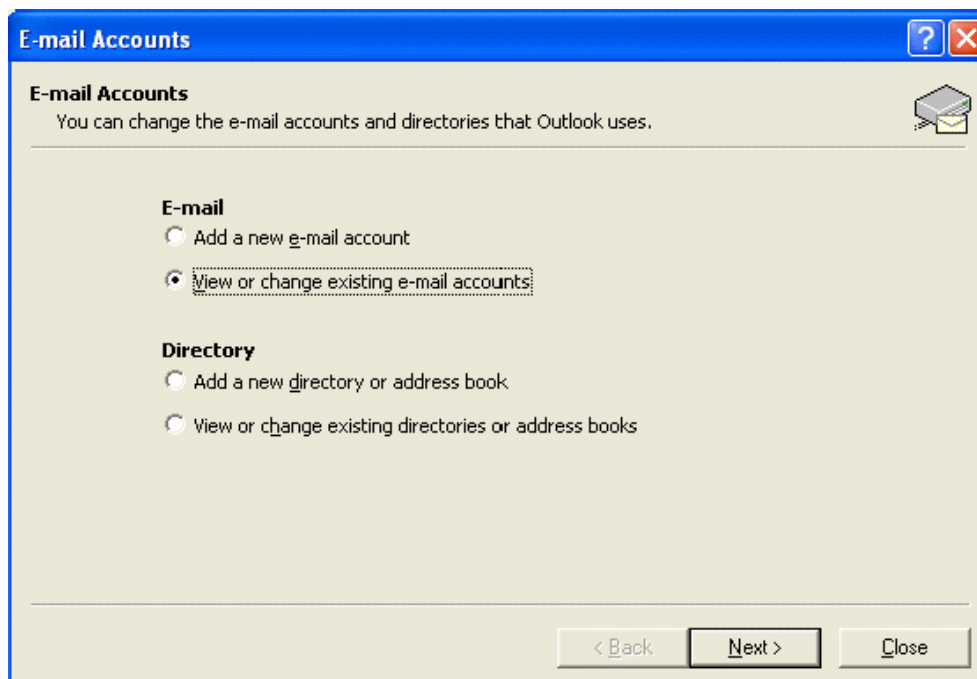 E-mail Accounts
E-mail Accounts
You can change the e-mail accounts and directories that Outlook uses.
E-mail
Add a new e-mail account
View or change existing e-mail accounts
Directory
Add a new directory or address book
View or change existing directories or address books
< Back
Next >
Close